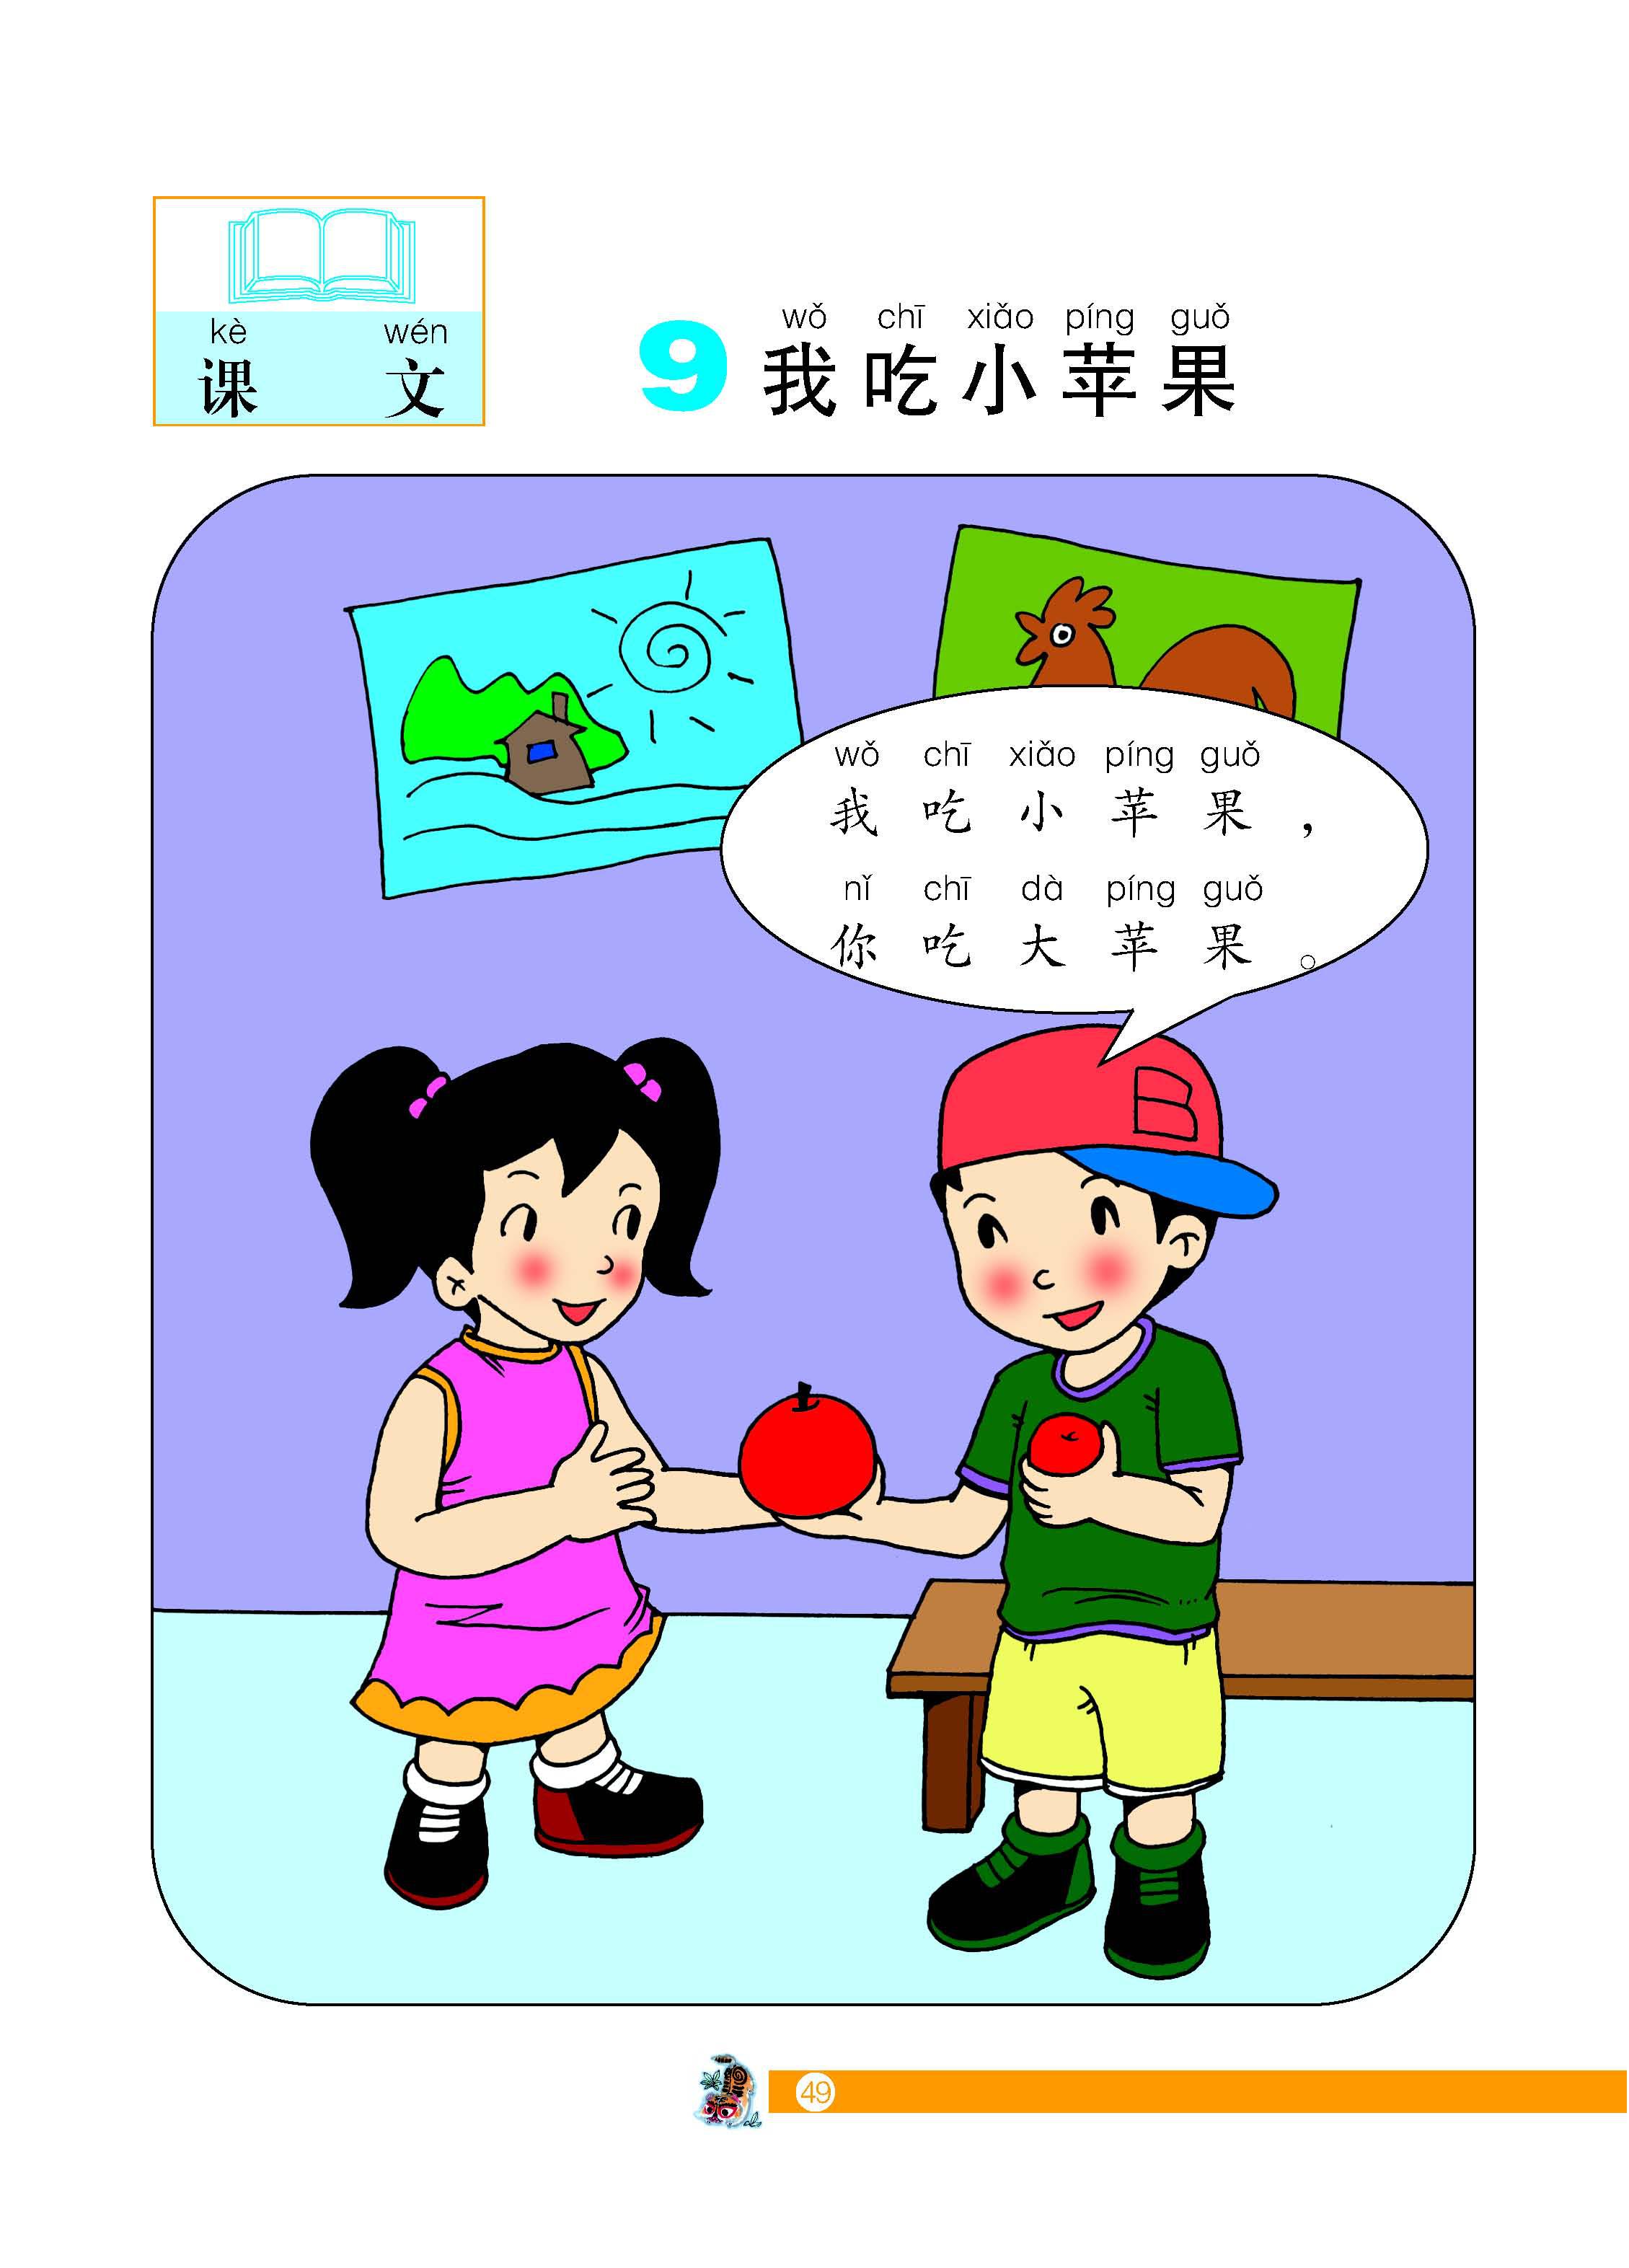 kè wén
课 文
wǒ chī xiǎo píng guǒ
9 我吃小苹果
wǒ chī xiǎo píng guǒ
我 吃 小 苹 果 ，
nǐ chī dà píng guǒ
你 吃 大 苹 果 。
B
49